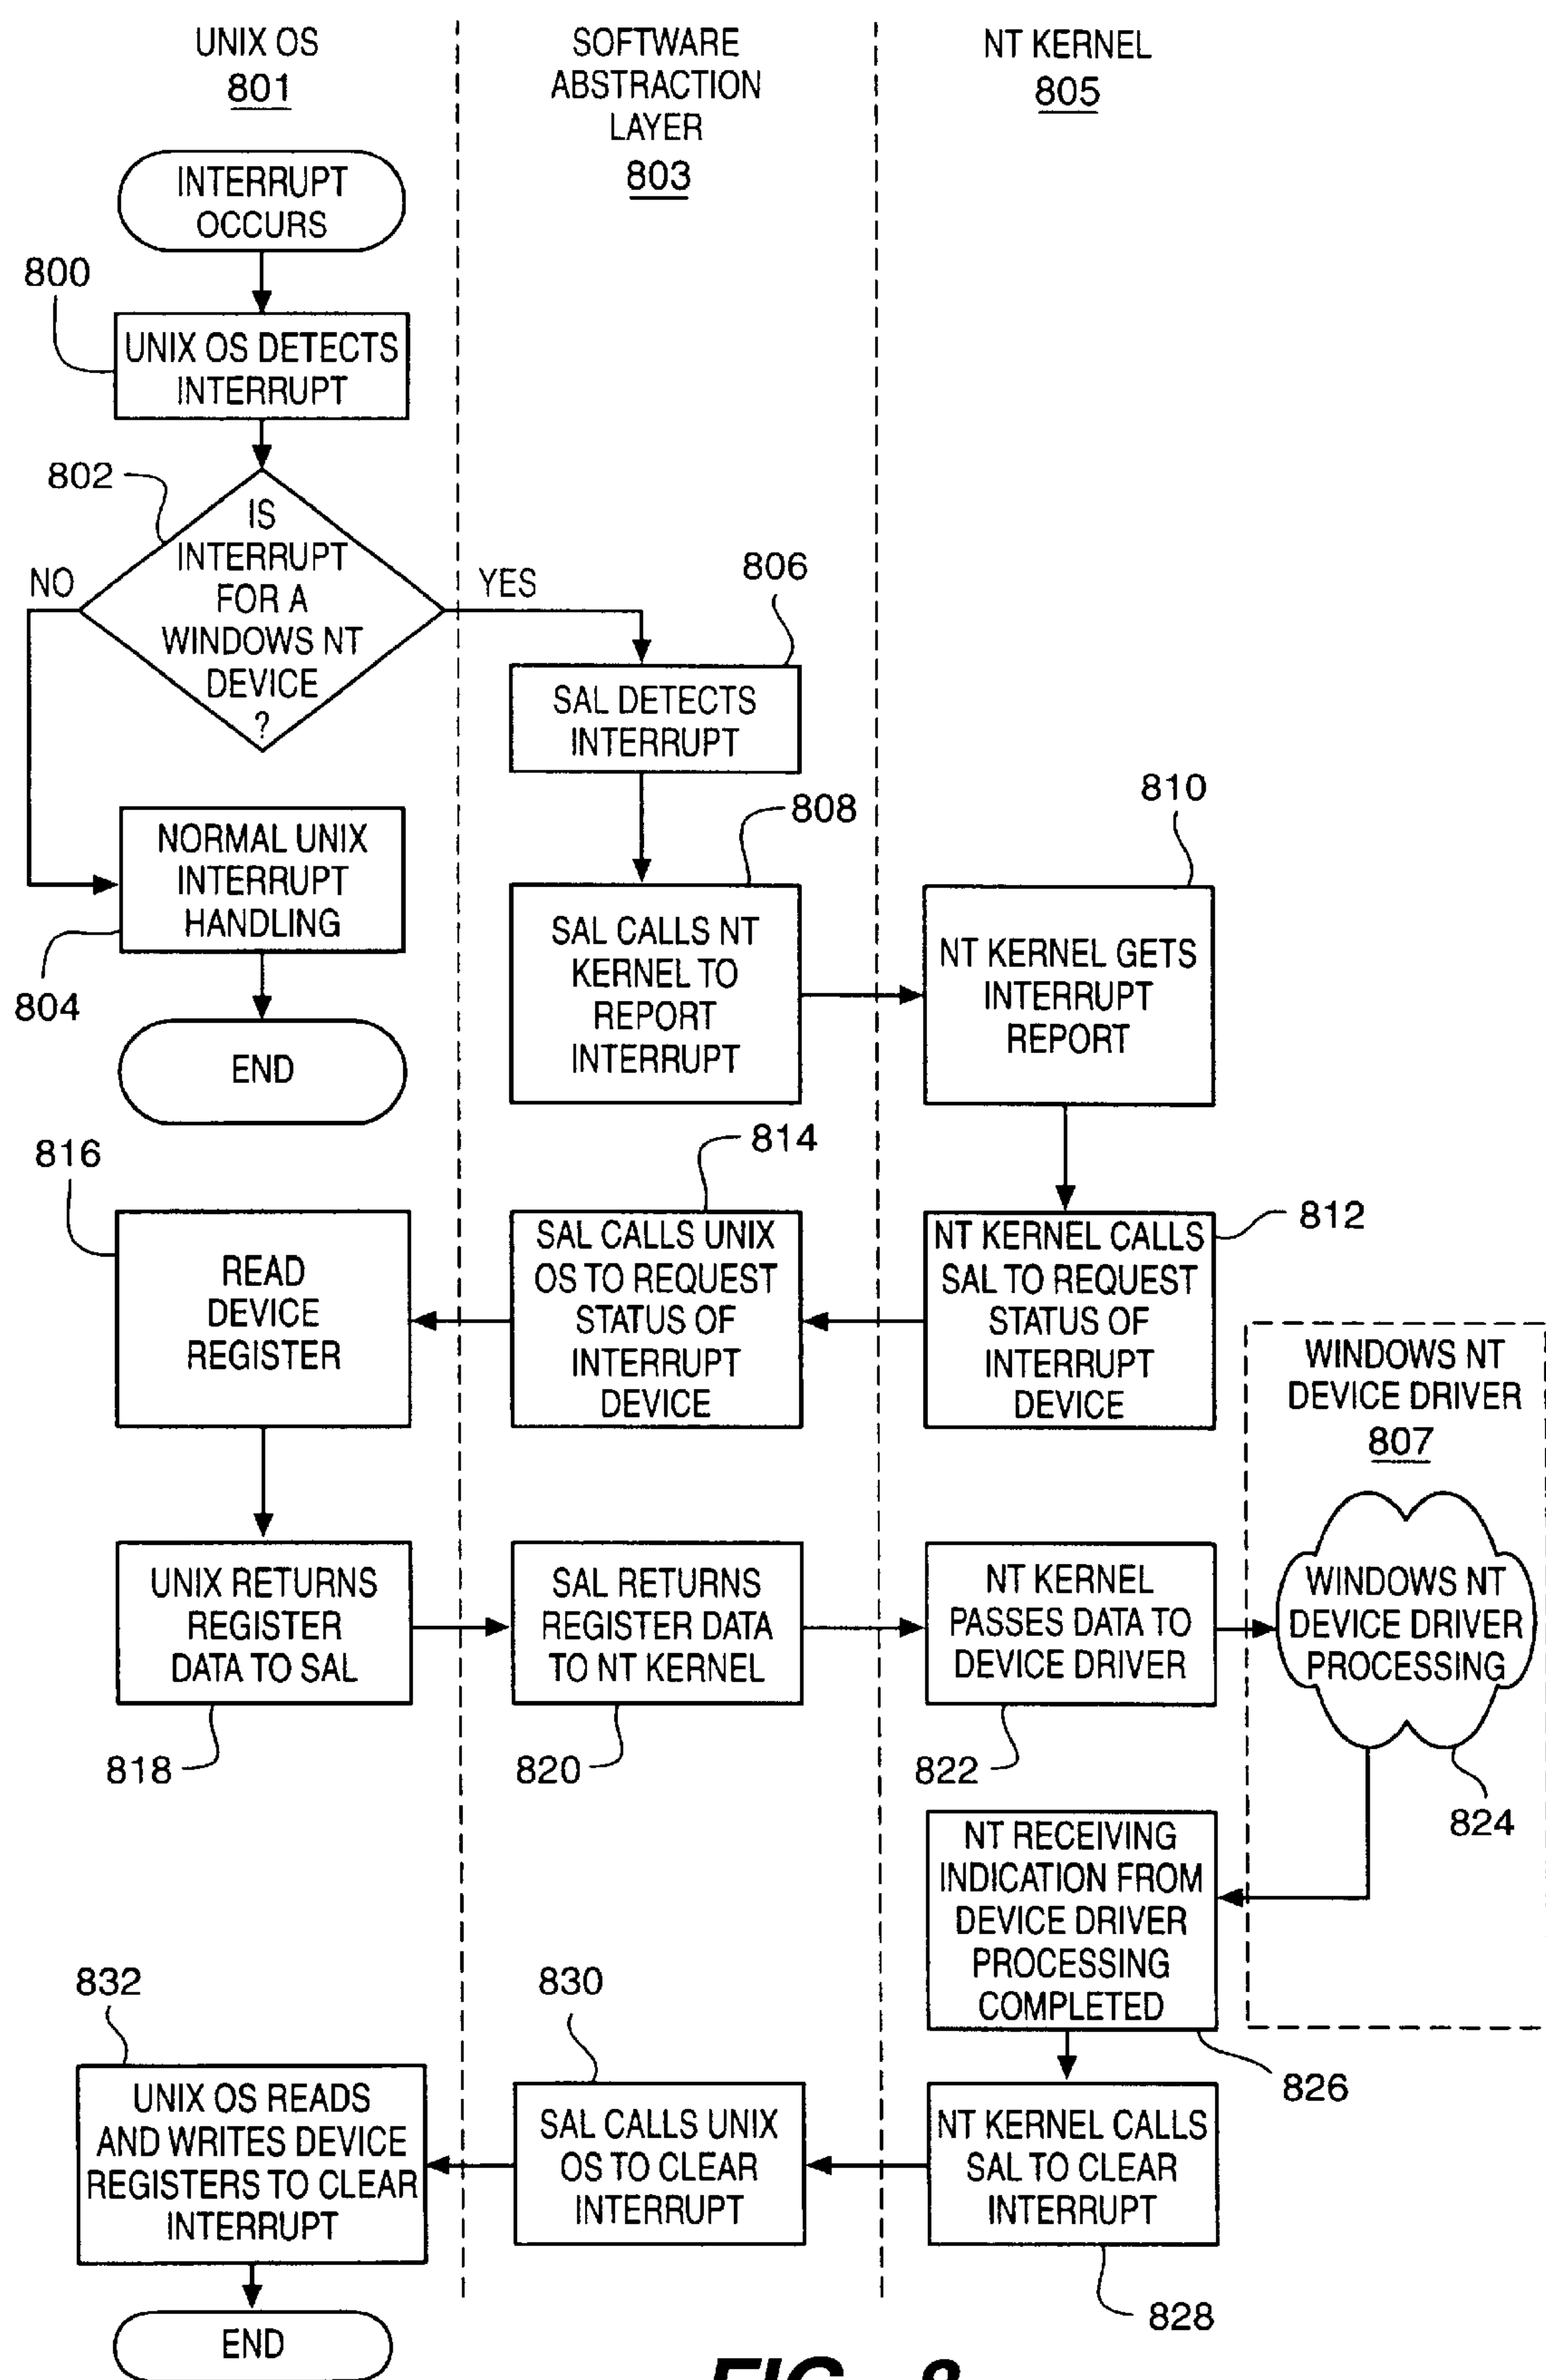 UNIX OS
801
SOFTWARE
ABSTRACTION
LAYER
803
NT KERNEL
805
INTERRUPT
OCCURS
800
UNIX OS DETECTS
INTERRUPT
802
IS
INTERRUPT
FOR A
WINDOWS NT
DEVICE
?
NO
YES
806
SAL DETECTS
INTERRUPT
NORMAL UNIX
INTERRUPT
HANDLING
804
END
808
SAL CALLS NT
KERNEL TO
REPORT
INTERRUPT
810
NT KERNEL GETS
INTERRUPT
REPORT
816
READ
DEVICE
REGISTER
814
SAL CALLS UNIX
OS TO REQUEST
STATUS OF
INTERRUPT
DEVICE
812
NT KERNEL CALLS
SAL TO REQUEST
STATUS OF
INTERRUPT
DEVICE
WINDOWS NT
DEVICE DRIVER
807
UNIX RETURNS
REGISTER
DATA TO SAL
818
SAL RETURNS
REGISTER DATA
TO NT KERNEL
820
NT KERNEL
PASSES DATA TO
DEVICE DRIVER
822
WINDOWS NT
DEVICE DRIVER
PROCESSING
824
NT RECEIVING
INDICATION FROM
DEVICE DRIVER
PROCESSING
COMPLETED
826
832
UNIX OS READS
AND WRITES DEVICE
REGISTERS TO CLEAR
INTERRUPT
830
SAL CALLS UNIX
OS TO CLEAR
INTERRUPT
NT KERNEL CALLS
SAL TO CLEAR
INTERRUPT
828
END
FIG. 8